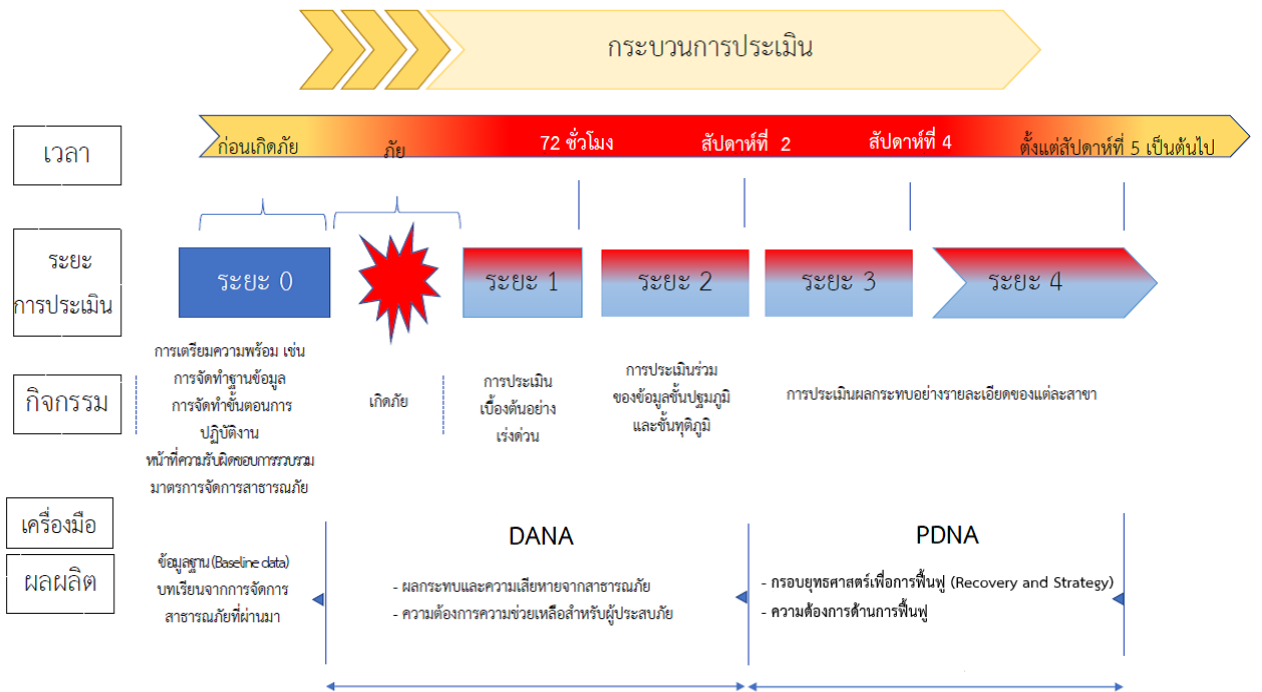 กระบวนการประเมิน
เวลา
ก่อนเกิดภัย
ภัย
72 ชั่วโมง
สัปดาห์ที่ 2
สัปดาห์ที่ 4
ตั้งแต่สัปดาห์ที่ 5 เป็นต้นไป
ระยะ
การประเมิน
ระยะ 0
ระยะ 1
ระยะ 2
ระยะ 3
ระยะ 4
กิจกรรม
การเตรียมความพร้อม เช่น
การจัดทำฐานข้อมูล
การจัดทำขั้นตอนการ
ปฏิบัติงาน
หน้าที่ความรับผิดชอบการรวบรวม
มาตรการจัดการสาธารณภัย
เกิดภัย
การประเมิน
เบื้องต้นอย่าง
เร่งด่วน
การประเมินร่วม
ของข้อมูลขั้นปฐมภูมิ
และขั้นทุติภูมิ
การประเมินผลกระทบอย่างรายละเอียดของแต่ละสาขา
เครื่องมือ
DANA
PDNA
ผลผลิต
ข้อมูลฐาน (Baseline data)
บทเรียนจากการจัดการ
สาธารณภัยที่ผ่านมา
- ผลกระทบและความเสียหายจากสาธารณภัย
- ความต้องการความช่วยเหลือสำหรับผู้ประสบภัย
- กรอบยุทธศาสตร์เพื่อการฟื้นฟู (Recovery and Strategy)
- ความต้องการด้านการฟื้นฟู